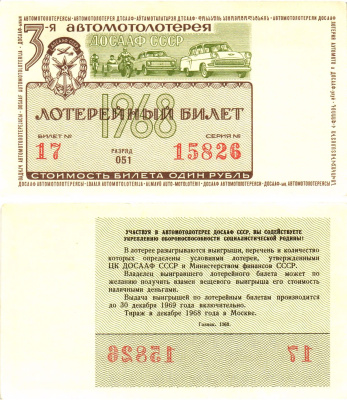 3-я автомотолотерея
ДОСААФ СССР
1968
ЛОТЕРЕЙНЫЙ БИЛЕТ
БИЛЕТ №
СЕРИЯ №
17
РАЗРЯД
051
15826
СТОИМОСТЬ БИЛЕТА ОДИН РУБЛЬ
УЧАСТВУЯ В АВТОМОТОЛОТЕРЕЕ ДОСААФ СССР, ВЫ СОДЕЙСТВУЕТЕ
УКРЕПЛЕНИЮ ОБОРОНОСПОСОБНОСТИ СОЦИАЛИСТИЧЕСКОЙ РОДИНЫ!
В лотерее разыгрываются выигрыши, перечень и количество
которых определены условиями лотереи, утвержденными
ЦК ДОСААФ СССР и Министерством финансов СССР.
Владелец выигравшего лотерейного билета может по
желанию получить взамен вещевого выигрыша его стоимость
наличными деньгами.
Выдача выигрышей по лотерейным билетам производится
до 30 декабря 1969 года включительно.
Тираж в декабре 1968 года в Москве.
Гознак. 1968.
15826
17